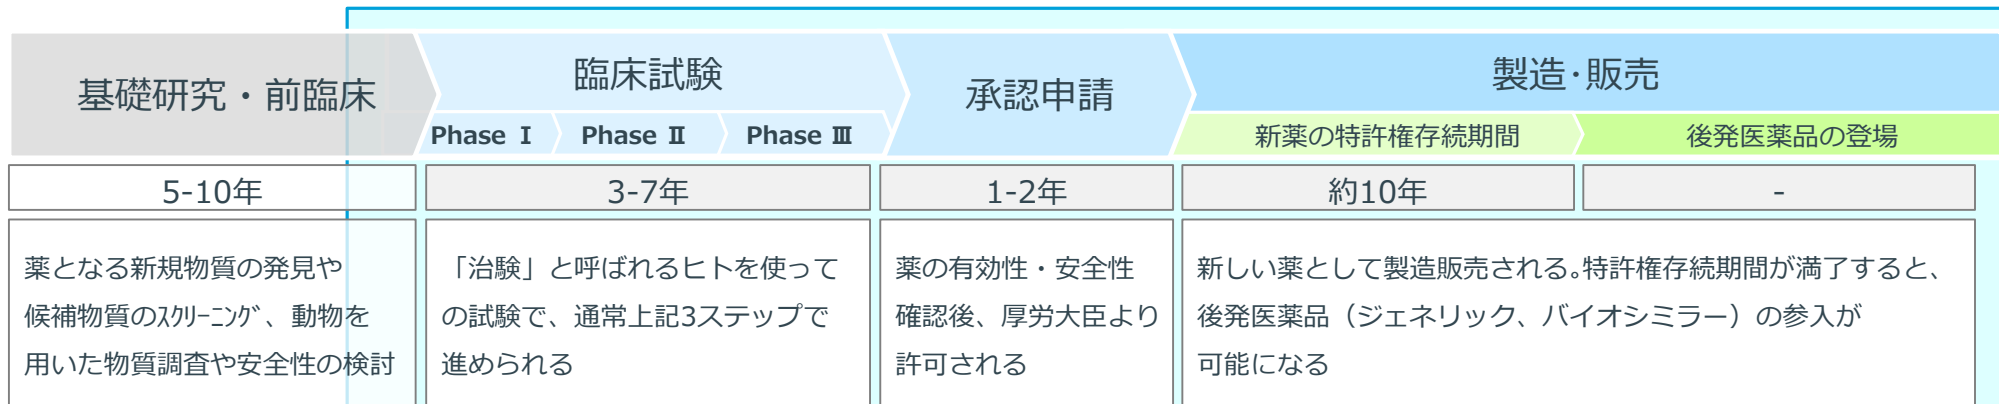 基礎研究・前臨床
臨床試験
Phase Ⅰ
Phase Ⅱ
Phase Ⅲ
承認申請
製造・販売
新薬の特許権存続期間
後発医薬品の登場
5-10年
3-7年
1-2年
約10年
-
薬となる新規物質の発見や
候補物質のｽｸﾘｰﾆﾝｸﾞ、動物を
用いた物質調査や安全性の検討
「治験」と呼ばれるヒトを使って
の試験で、通常上記3ステップで
進められる
薬の有効性・安全性
確認後、厚労大臣より
許可される
新しい薬として製造販売される。特許権存続期間が満了すると、
後発医薬品（ジェネリック、バイオシミラー）の参入が
可能になる